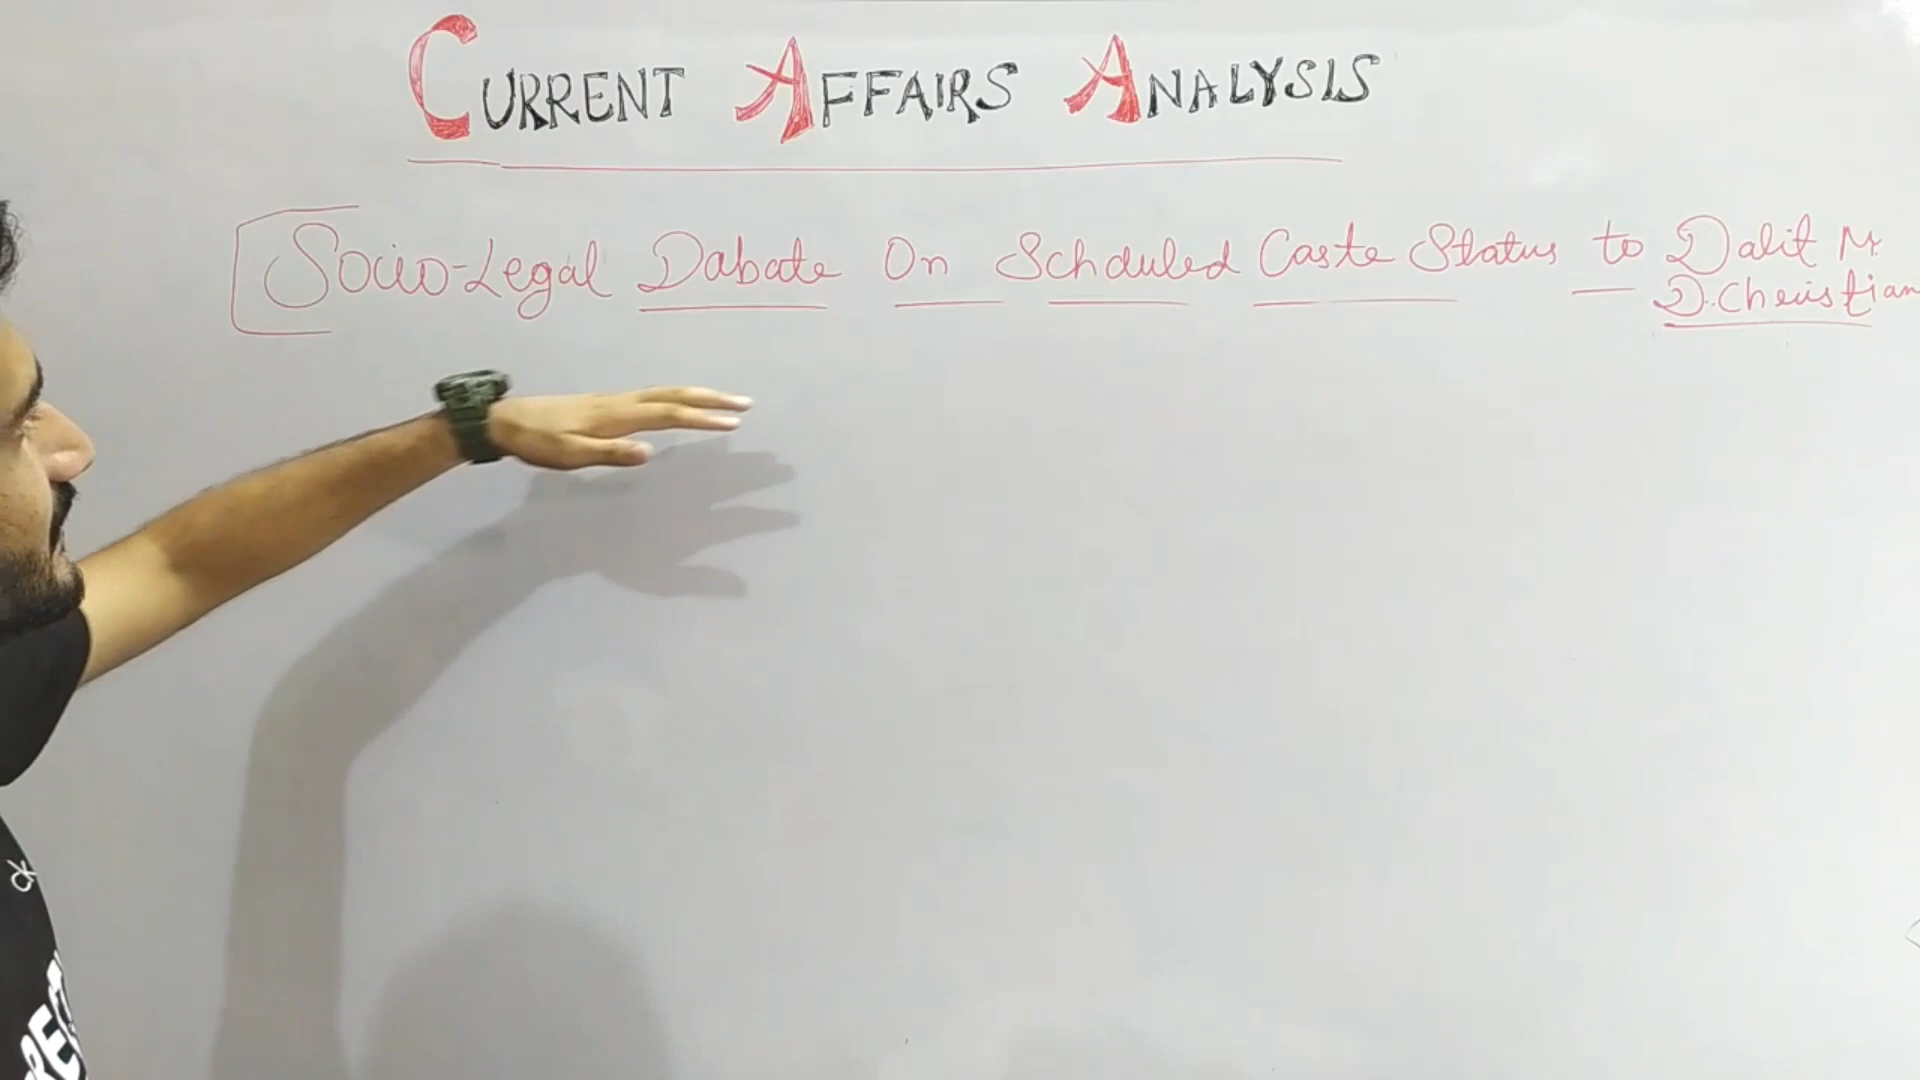 CURRENT AFFAIRS ANALYSIS
Socio-Legal Dabate On Schduled Caste Status to Dalit M.
D. Christian